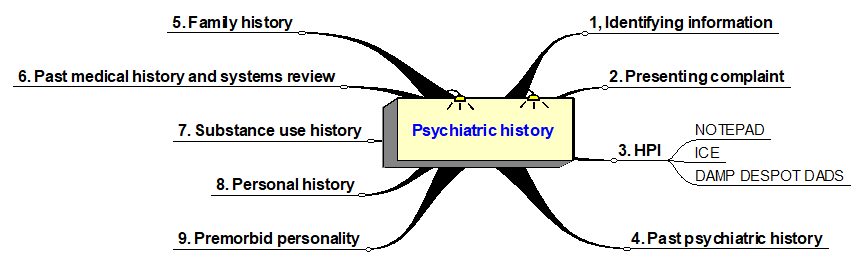 Psychiatric history
1, Identifying information
2. Presenting complaint
3. HPI
NOTEPAD
ICE
DAMP DESPOT DADS
4. Past psychiatric history
5. Family history
6. Past medical history and systems review
7. Substance use history
8. Personal history
9. Premorbid personality